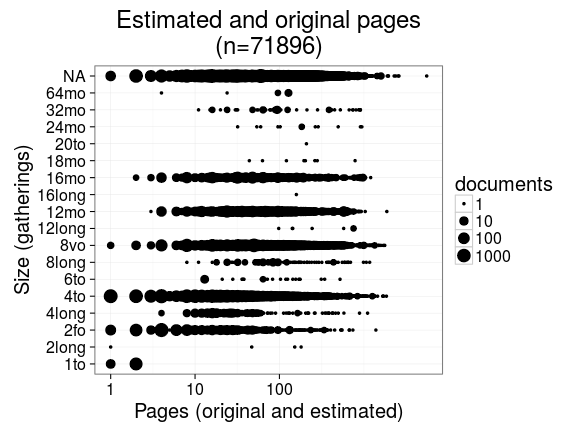 Estimated and original pages
(n=71896)
Size (gatherings)
NA
64mo
32mo
24mo
20to
18mo
16mo
16long
12mo
12long
8vo
8long
6to
4to
4long
2fo
2long
1to
1 10 100
Pages (original and estimated)
documents
1
10
100
1000